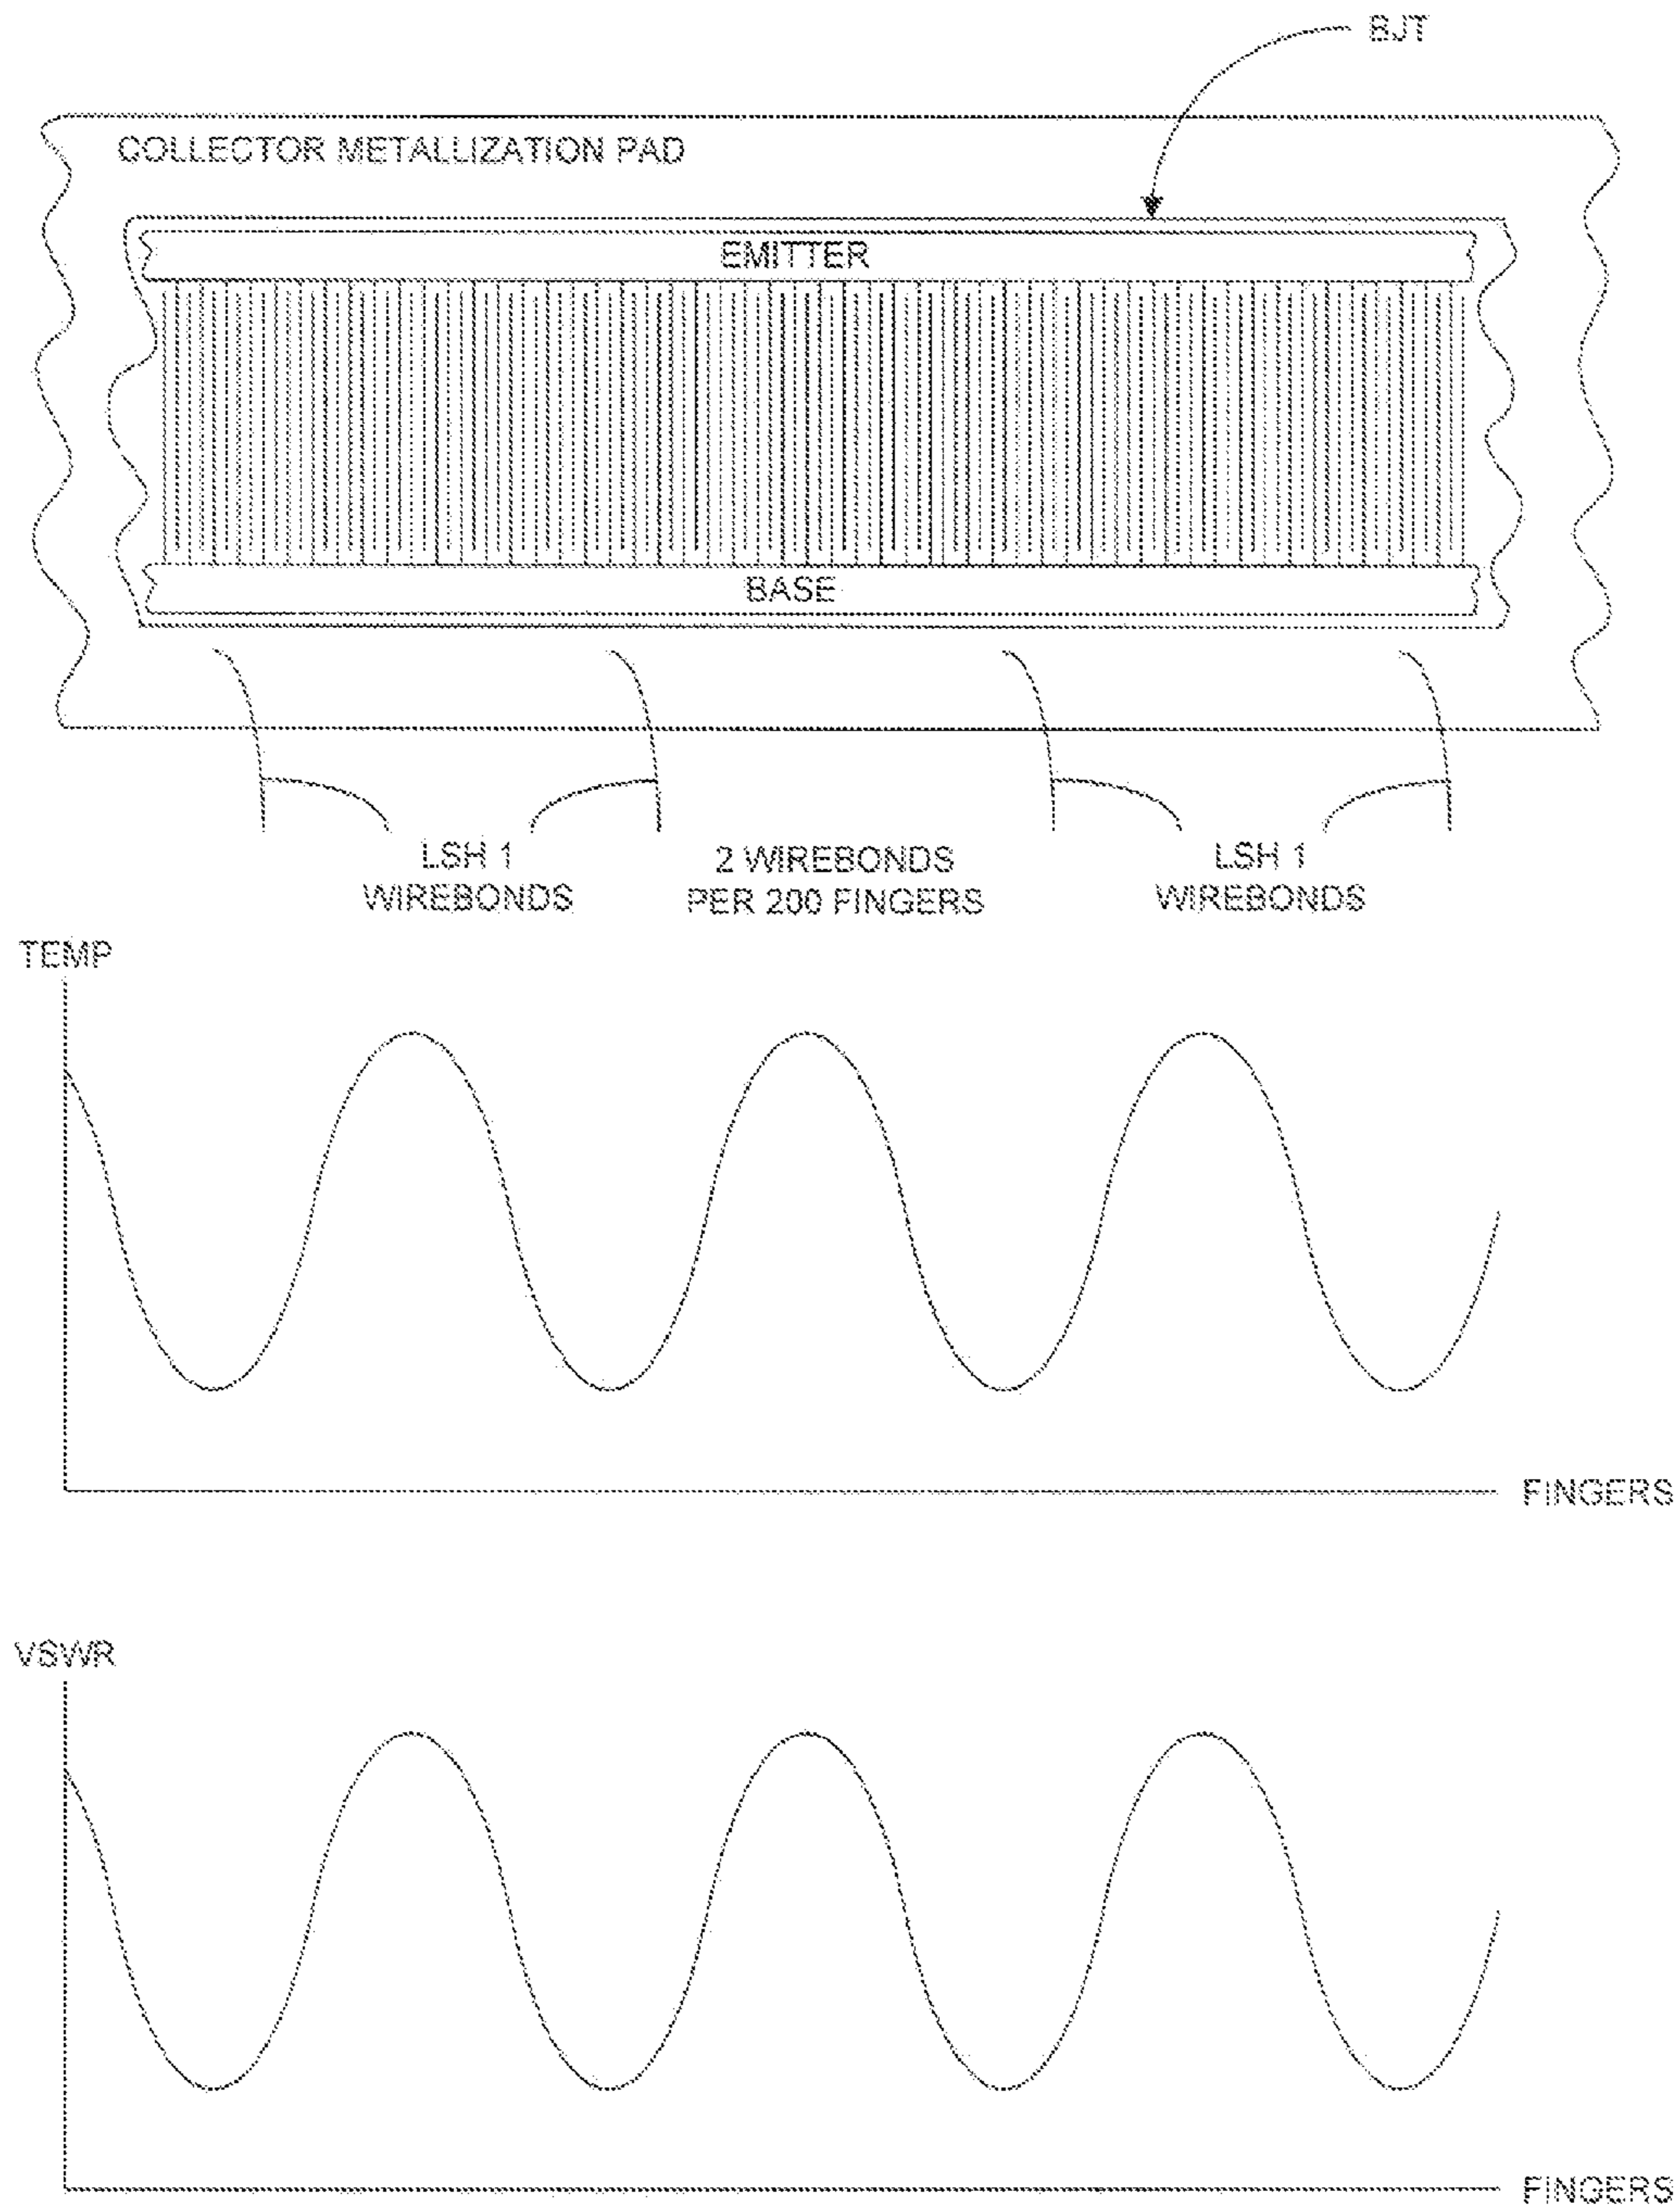 BJT
COLLECTOR METALLIZATION PAD
EMITTER
BASE
LSH 1
WIREBONDS
2 WIREBONDS
PER 200 FINGERS
LSH 1
WIREBONDS
TEMP
FINGERS
VSWR
FINGERS